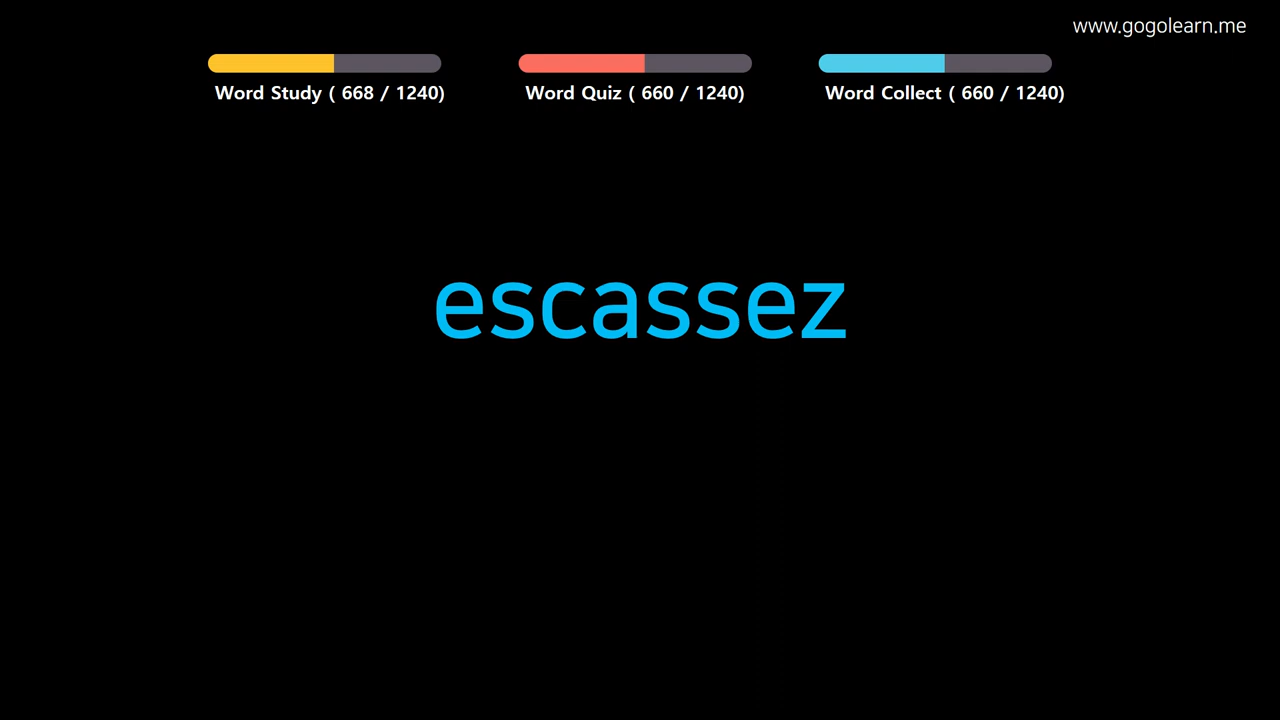 www.gogolearn.me
Word Study ( 668 / 1240)
Word Quiz ( 660 / 1240)
Word Collect ( 660 / 1240)
escassez